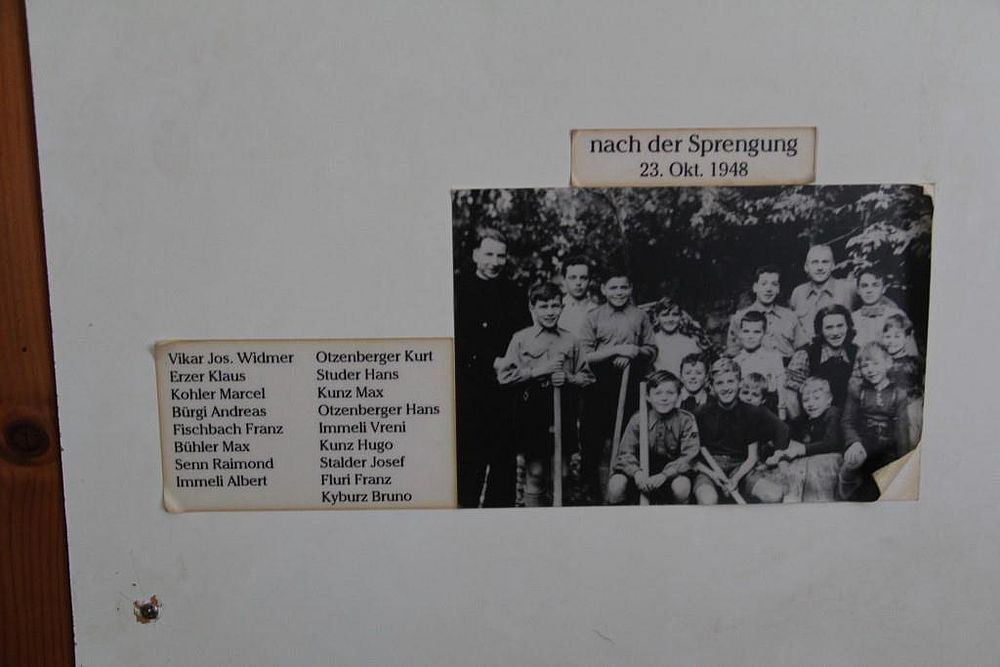 nach der Sprengung
23. Okt. 1948
Vikar Jos. Widmer
Erzer Klaus
Kohler Marcel
Bürgi Andreas
Fischbach Franz
Bühler Max
Senn Raimond
Immeli Albert
Otzenberger Kurt
Studer Hans
Kunz Max
Otzenberger Hans
Immeli Vreni
Kunz Hugo
Stalder Josef
Fluri Franz
Kyburz Bruno